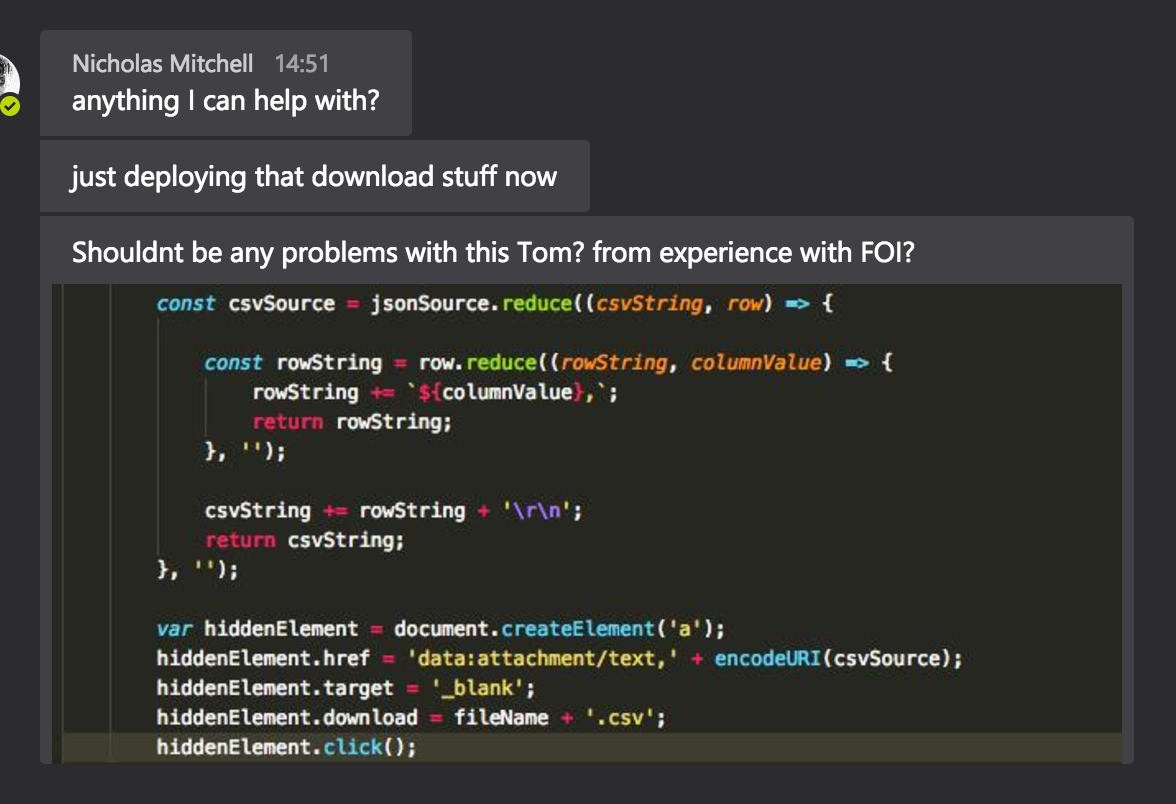 Nicholas Mitchell 14:51
anything I can help with?
just deploying that download stuff now
Shouldnt be any problems with this Tom? from experience with FOI?
const csvSource = jsonSource.reduce((csvString, row) => {
const rowString = row.reduce((rowString, columnValue) => {
rowString += `${columnValue},`;
return rowString;
}, '');
csvString += rowString + '\r\n';
return csvString;
}, '');
var hiddenElement = document.createElement('a');
hiddenElement.href = 'data:attachment/text,' + encodeURI(csvSource);
hiddenElement.target = '_blank';
hiddenElement.download = fileName + '.csv';
hiddenElement.click();